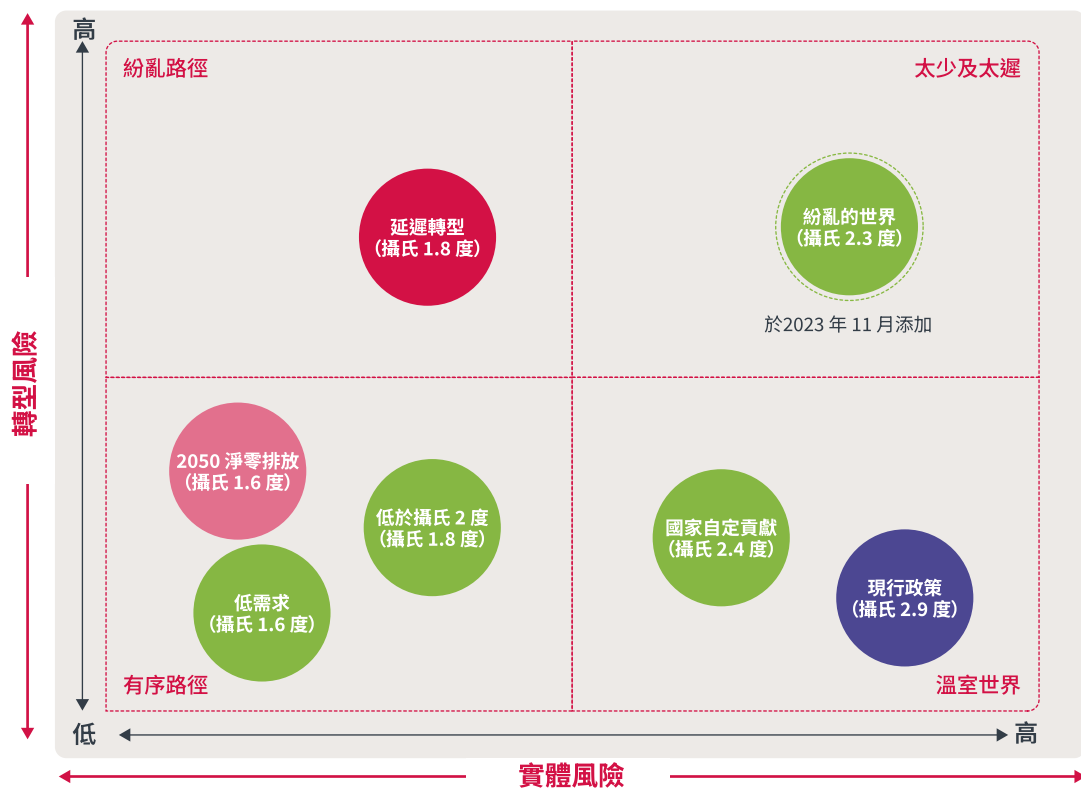 高
紛亂路徑
太少及太遲
延遲轉型
（攝氏 1.8 度）
紛亂的世界
（攝氏 2.3 度）
於2023 年 11 月添加
轉型風險
2050 淨零排放
（攝氏 1.6 度）
低於攝氏 2 度
（攝氏 1.8 度）
國家自定貢獻
（攝氏 2.4 度）
現行政策
（攝氏 2.9 度）
低需求
（攝氏 1.6 度）
有序路徑
溫室世界
低
高
實體風險